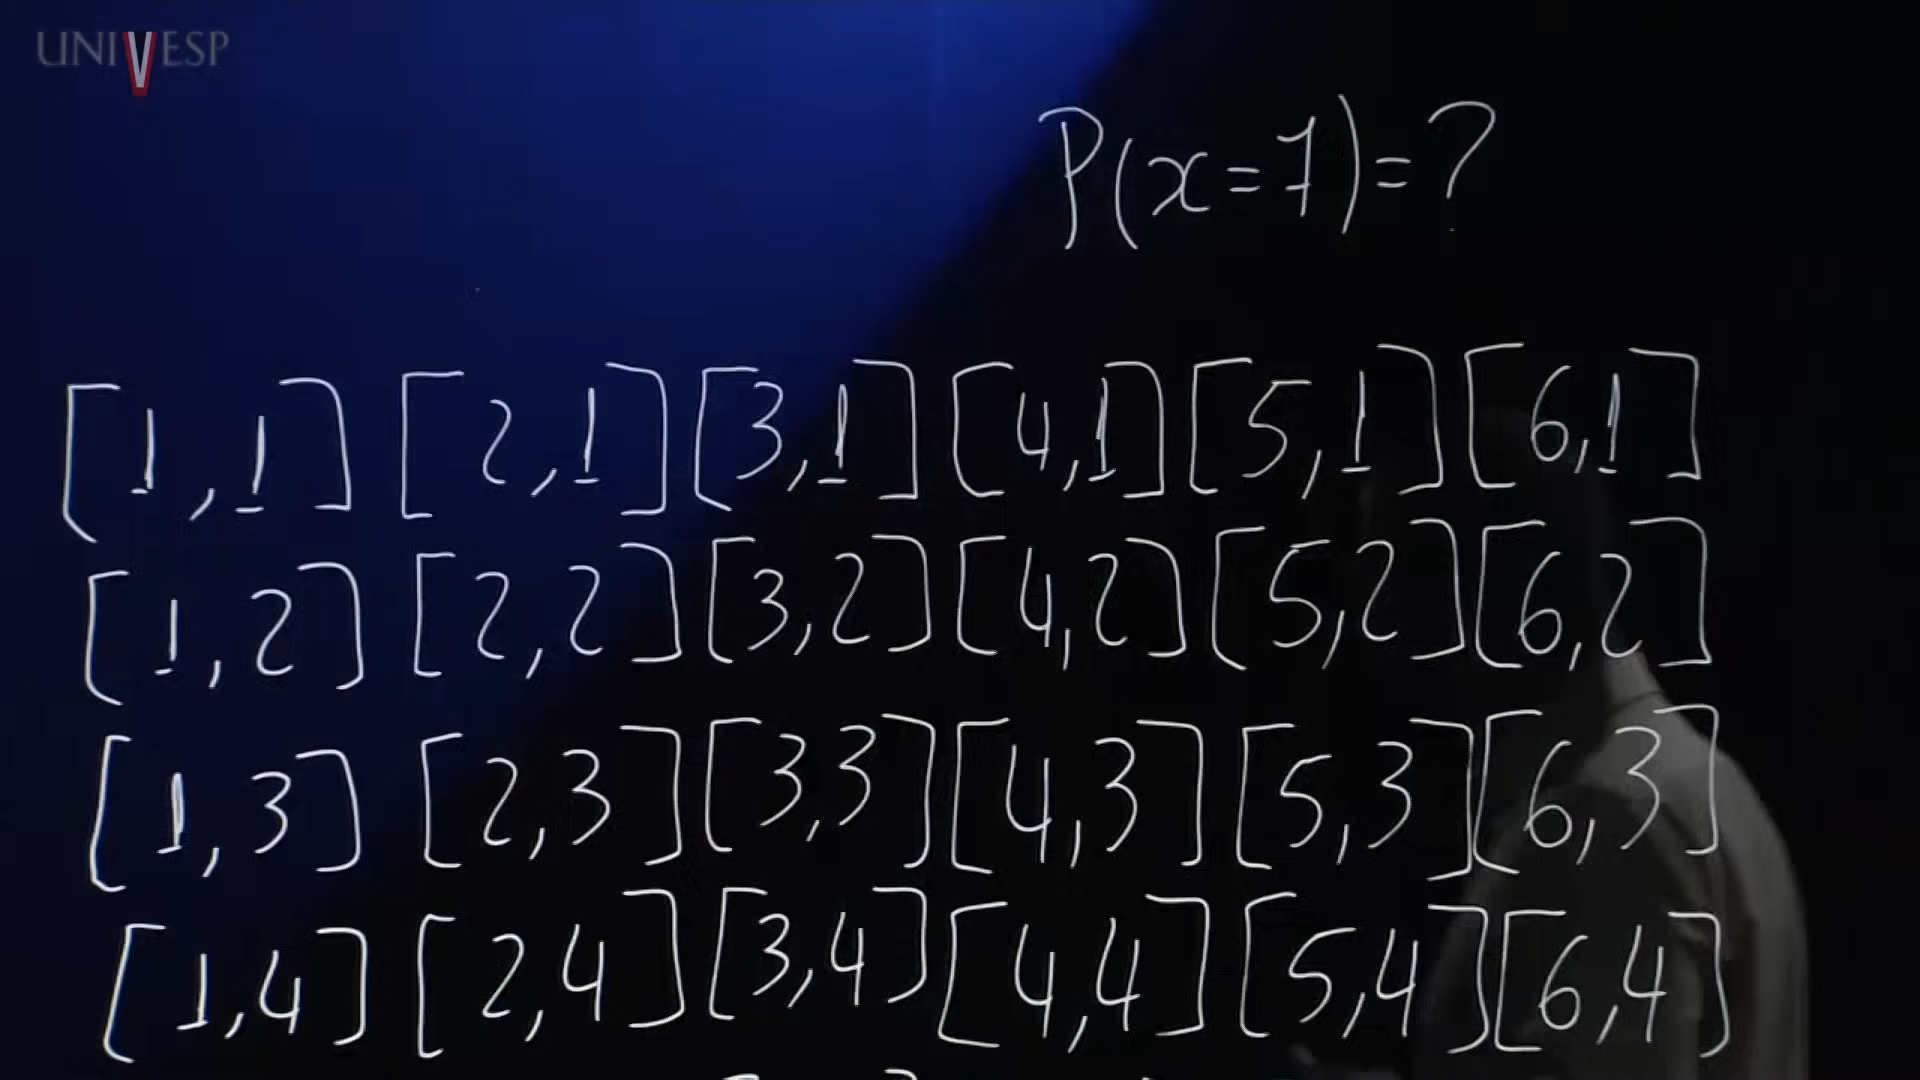 UNIVESP
P(x=7)=?
[1,1] [2,1] [3,1] [4,1] [5,1] [6,1]
[1,2] [2,2] [3,2] [4,2] [5,2] [6,2]
[1,3] [2,3] [3,3] [4,3] [5,3] [6,3]
[1,4] [2,4] [3,4] [4,4] [5,4] [6,4]